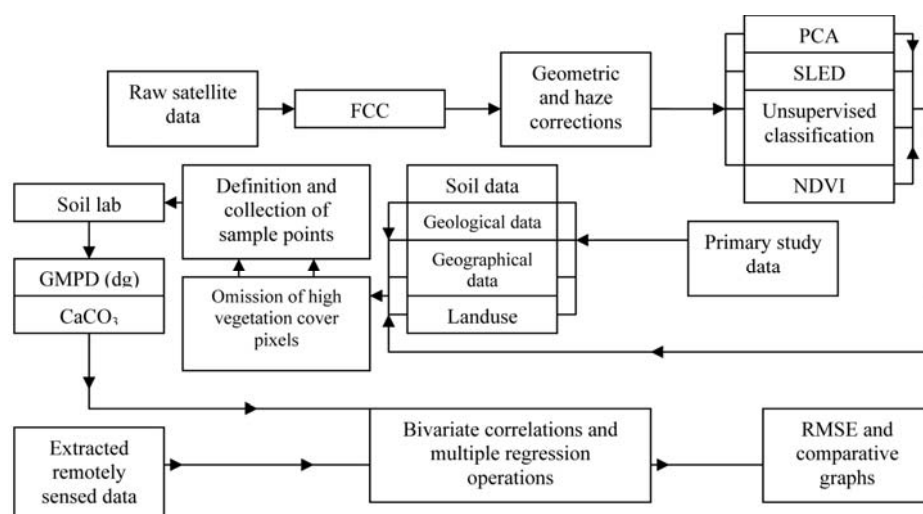 Raw satellite
data
FCC
Geometric
and haze
corrections
PCA
SLED
Unsupervised
classification
NDVI
Soil lab
GMPD (dg)
CaCO₃
Definition and
collection of
sample points
Omission of high
vegetation cover
pixels
Soil data
Geological data
Geographical
data
Landuse
Primary study
data
Extracted
remotely
sensed data
Bivariate correlations and
multiple regression
operations
RMSE and
comparative
graphs